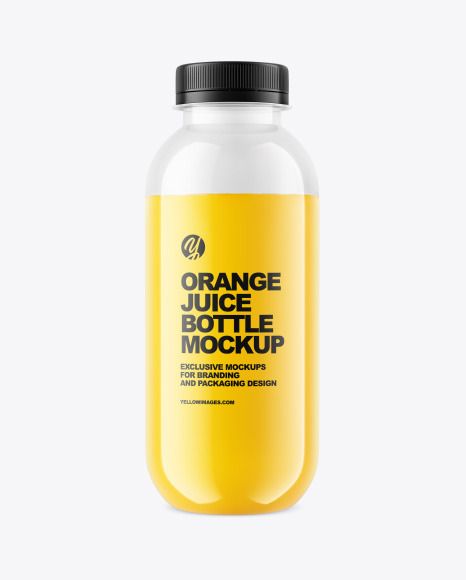 ORANGE
JUICE
BOTTLE
MOCKUP
EXCLUSIVE MOCKUPS
FOR BRANDING
AND PACKAGING DESIGN
YELLOWIMAGES.COM